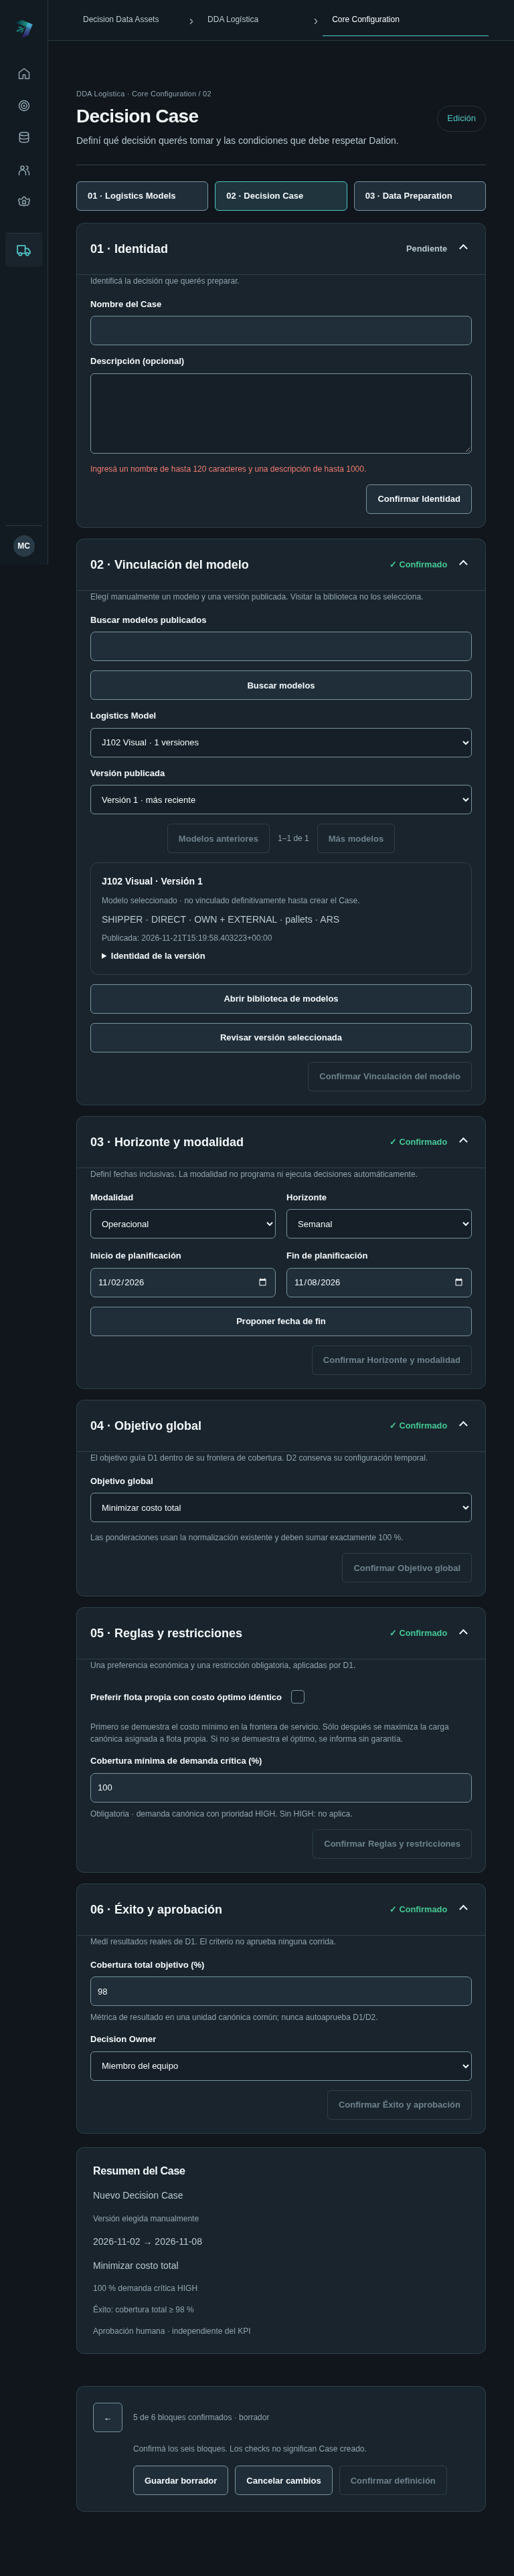 Decision Data Assets
DDA Logística
Core Configuration
DDA Logística · Core Configuration / 02
Decision Case
Edición
Definí qué decisión querés tomar y las condiciones que debe respetar Dation.
01 · Logistics Models
02 · Decision Case
03 · Data Preparation
01 · Identidad
Pendiente
Identificá la decisión que querés preparar.
Nombre del Case
Descripción (opcional)
Ingresá un nombre de hasta 120 caracteres y una descripción de hasta 1000.
Confirmar Identidad
MC
02 · Vinculación del modelo
✓ Confirmado
Elegí manualmente un modelo y una versión publicada. Visitar la biblioteca no los selecciona.
Buscar modelos publicados
Buscar modelos
Logistics Model
J102 Visual · 1 versiones
Versión publicada
Versión 1 · más reciente
Modelos anteriores
1–1 de 1
Más modelos
J102 Visual · Versión 1
Modelo seleccionado · no vinculado definitivamente hasta crear el Case.
SHIPPER · DIRECT · OWN + EXTERNAL · pallets · ARS
Publicada: 2026-11-21T15:19:58.403223+00:00
▶ Identidad de la versión
Abrir biblioteca de modelos
Revisar versión seleccionada
Confirmar Vinculación del modelo
03 · Horizonte y modalidad
✓ Confirmado
Definí fechas inclusivas. La modalidad no programa ni ejecuta decisiones automáticamente.
Modalidad
Horizonte
Operacional
Semanal
Inicio de planificación
Fin de planificación
11/02/2026
11/08/2026
Proponer fecha de fin
Confirmar Horizonte y modalidad
04 · Objetivo global
✓ Confirmado
El objetivo guía D1 dentro de su frontera de cobertura. D2 conserva su configuración temporal.
Objetivo global
Minimizar costo total
Las ponderaciones usan la normalización existente y deben sumar exactamente 100 %.
Confirmar Objetivo global
05 · Reglas y restricciones
✓ Confirmado
Una preferencia económica y una restricción obligatoria, aplicadas por D1.
Preferir flota propia con costo óptimo idéntico
Primero se demuestra el costo mínimo en la frontera de servicio. Sólo después se maximiza la carga
canónica asignada a flota propia. Si no se demuestra el óptimo, se informa sin garantía.
Cobertura mínima de demanda crítica (%)
100
Obligatoria · demanda canónica con prioridad HIGH. Sin HIGH: no aplica.
Confirmar Reglas y restricciones
06 · Éxito y aprobación
✓ Confirmado
Medí resultados reales de D1. El criterio no aprueba ninguna corrida.
Cobertura total objetivo (%)
98
Métrica de resultado en una unidad canónica común; nunca autoaprueba D1/D2.
Decision Owner
Miembro del equipo
Confirmar Éxito y aprobación
Resumen del Case
Nuevo Decision Case
Versión elegida manualmente
2026-11-02 → 2026-11-08
Minimizar costo total
100 % demanda crítica HIGH
Éxito: cobertura total ≥ 98 %
Aprobación humana · independiente del KPI
←
5 de 6 bloques confirmados · borrador
Confirmá los seis bloques. Los checks no significan Case creado.
Guardar borrador
Cancelar cambios
Confirmar definición